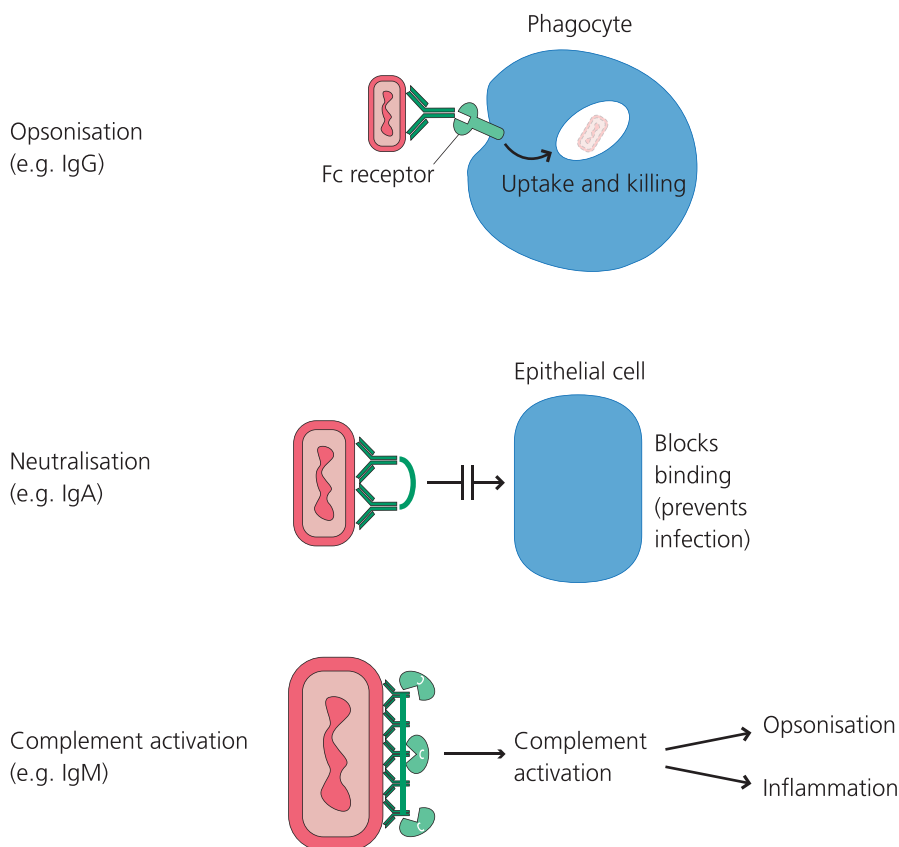 Phagocyte
Opsonisation
(e.g. IgG)
Fc receptor
Uptake and killing
Epithelial cell
Neutralisation
(e.g. IgA)
Blocks
binding
(prevents
infection)
Complement activation
(e.g. IgM)
C
C
C
Complement
activation
Opsonisation
Inflammation